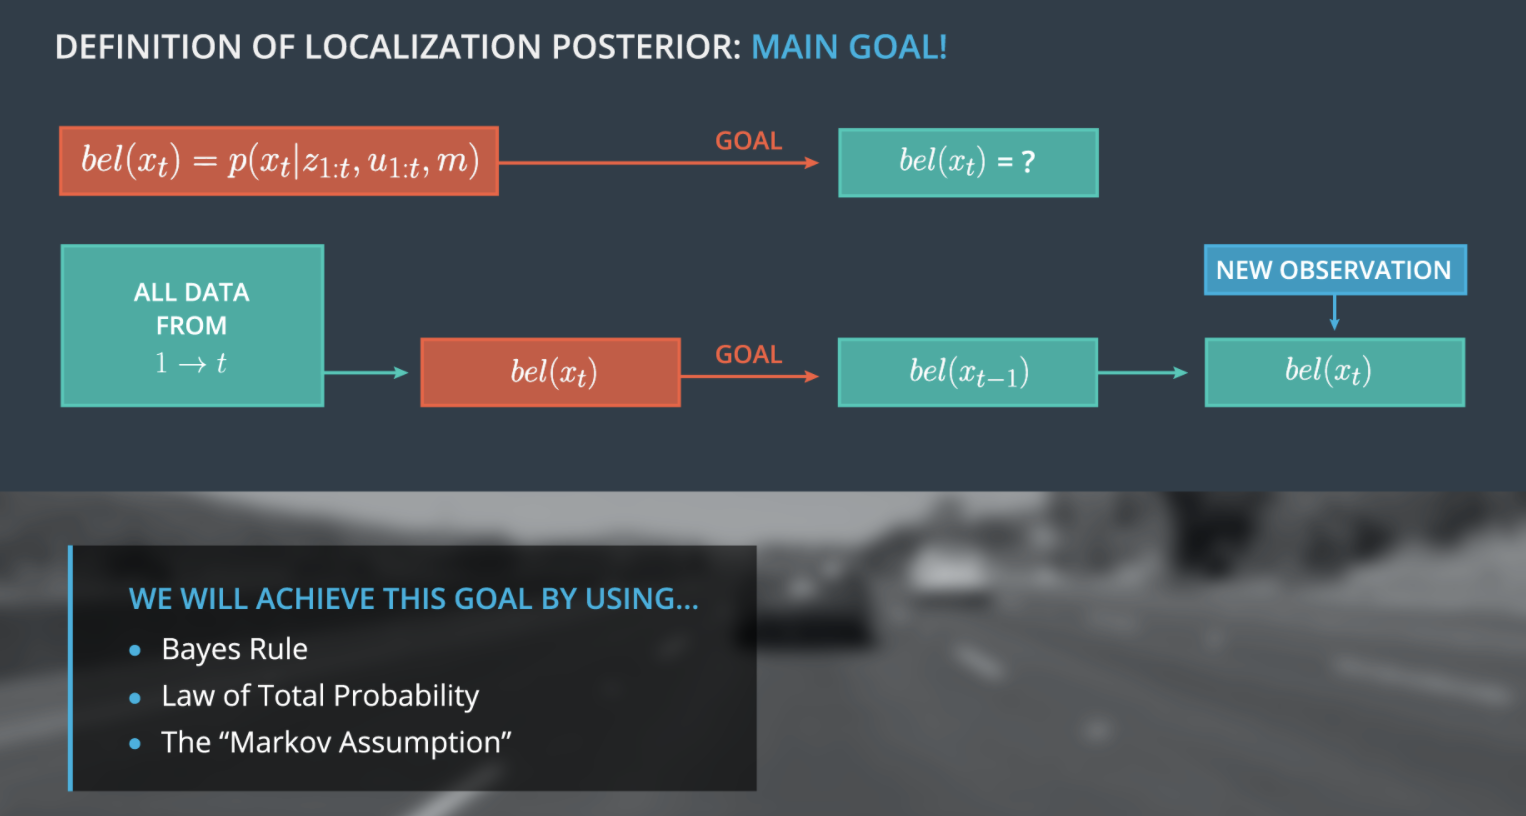 DEFINITION OF LOCALIZATION POSTERIOR: MAIN GOAL!
bel(x_t) = p(x_t|z_{1:t}, u_{1:t}, m)
GOAL
bel(x_t) = ?
ALL DATA
FROM
1 → t
bel(x_t)
GOAL
bel(x_{t−1})
NEW OBSERVATION
bel(x_t)
WE WILL ACHIEVE THIS GOAL BY USING...
• Bayes Rule
• Law of Total Probability
• The “Markov Assumption”